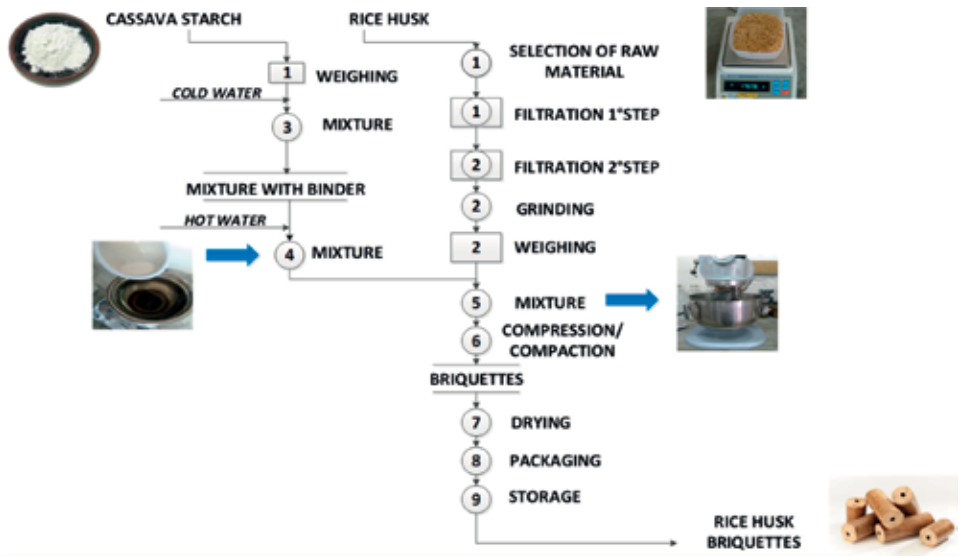 CASSAVA STARCH
RICE HUSK
1
WEIGHING
COLD WATER
3
MIXTURE
MIXTURE WITH BINDER
HOT WATER
4
MIXTURE
1
SELECTION OF RAW
MATERIAL
1
FILTRATION 1°STEP
2
FILTRATION 2°STEP
2
GRINDING
2
WEIGHING
5
MIXTURE
6
COMPRESSION/
COMPACTION
BRIQUETTES
7
DRYING
8
PACKAGING
9
STORAGE
RICE HUSK
BRIQUETTES